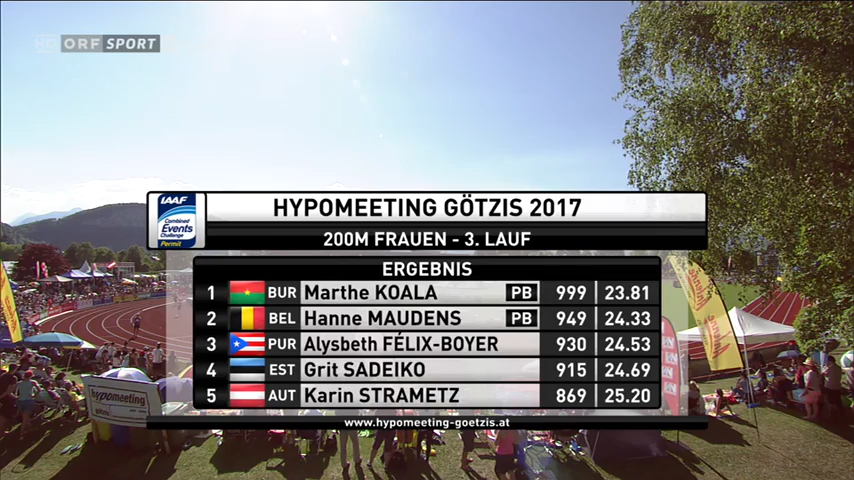 HD ORF SPORT
IAAF
Combined
Events
Challenge
Permit
HYPOMEETING GÖTZIS 2017
200M FRAUEN - 3. LAUF
ERGEBNIS
1 BUR Marthe KOALA PB 999 23.81
2 BEL Hanne MAUDENS PB 949 24.33
3 PUR Alysbeth FÉLIX-BOYER 930 24.53
4 EST Grit SADEIKO 915 24.69
5 AUT Karin STRAMETZ 869 25.20
www.hypomeeting-goetzis.at
hypomeeting